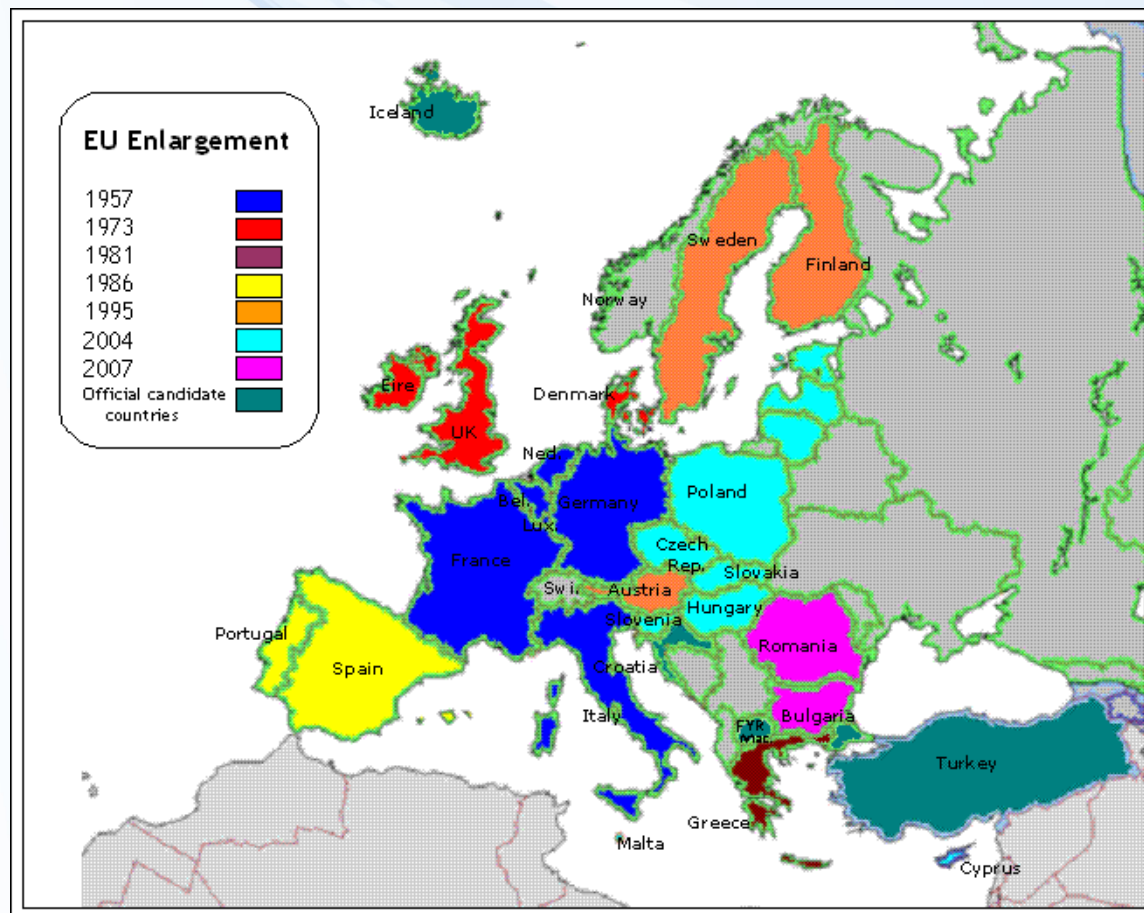 EU Enlargement
1957
1973
1981
1986
1995
2004
2007
Official candidate
countries
Iceland
Sweden
Finland
Norway
Eire
Denmark
UK
Ned.
Bel.
Germany
Poland
Lux.
Czech
Rep.
France
Slovakia
Swi.
Austria
Hungary
Slovenia
Portugal
Romania
Spain
Croatia
Italy
Bulgaria
FYR
Mac.
Turkey
Greece
Malta
Cyprus